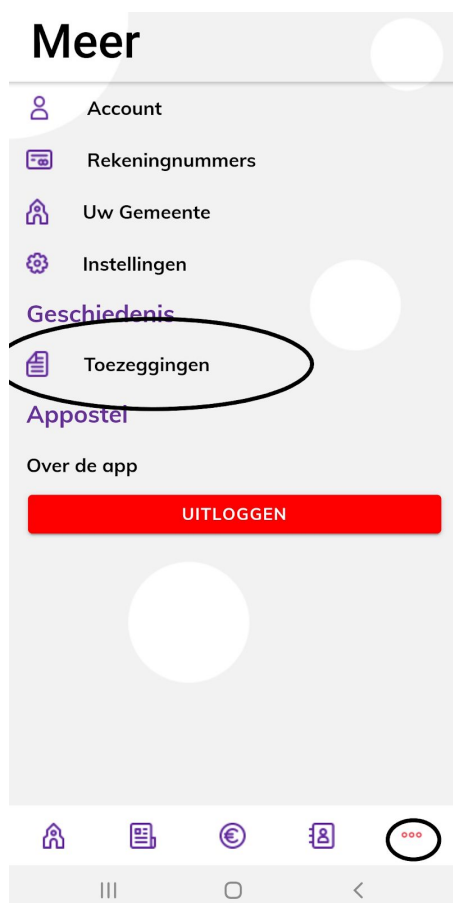 Meer
Account
Rekeningnummers
Uw Gemeente
Instellingen
Geschiedenis
Toezeggingen
Appostel
Over de app
UITLOGGEN